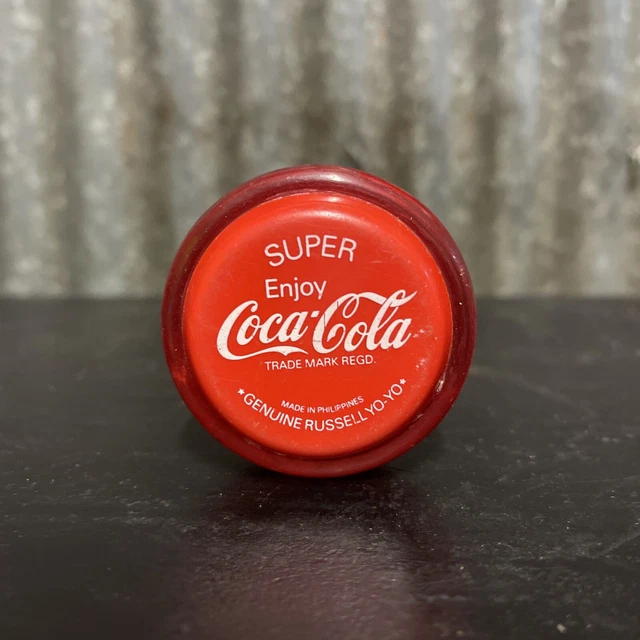 SUPER
Enjoy
Coca-Cola
TRADE MARK REGD.
MADE IN PHILIPPINES
★GENUINE RUSSELL YO-YO★